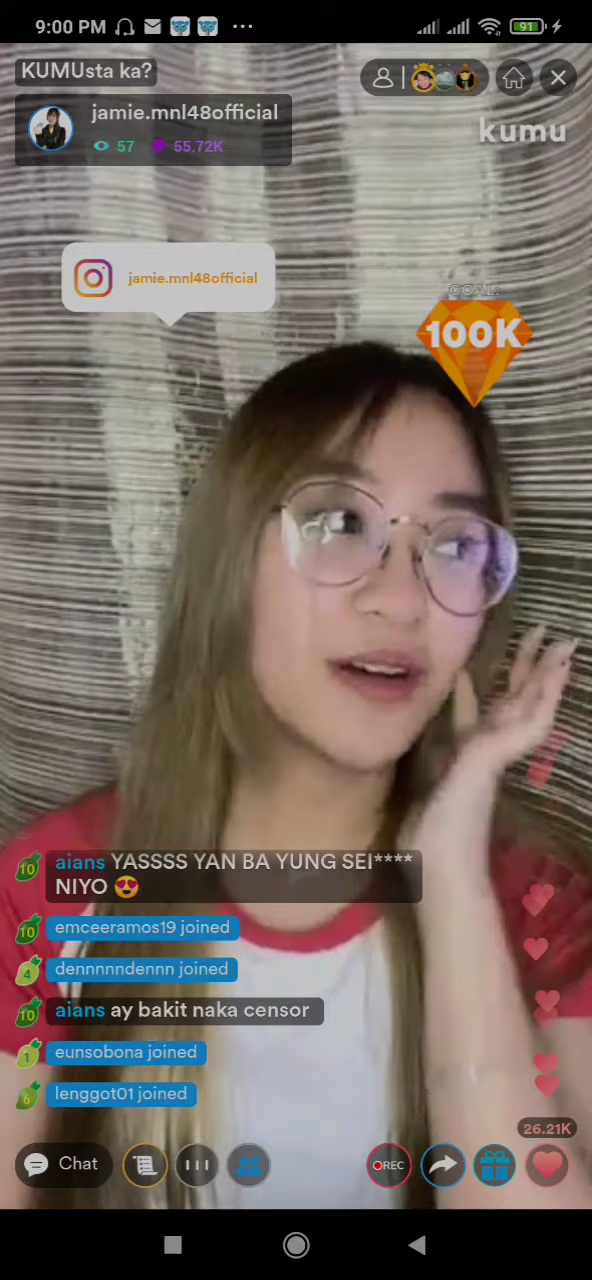 9:00 PM
91
KUMUsta ka?
jamie.mnl48official
57
55.72K
kumu
jamie.mnl48official
GOAL:
100K
10
aians YASSSS YAN BA YUNG SEI****
NIYO 😍
10
emceeramos19 joined
4
dennnnndennn joined
10
aians ay bakit naka censor
1
eunsobona joined
6
lenggot01 joined
26.21K
Chat
REC